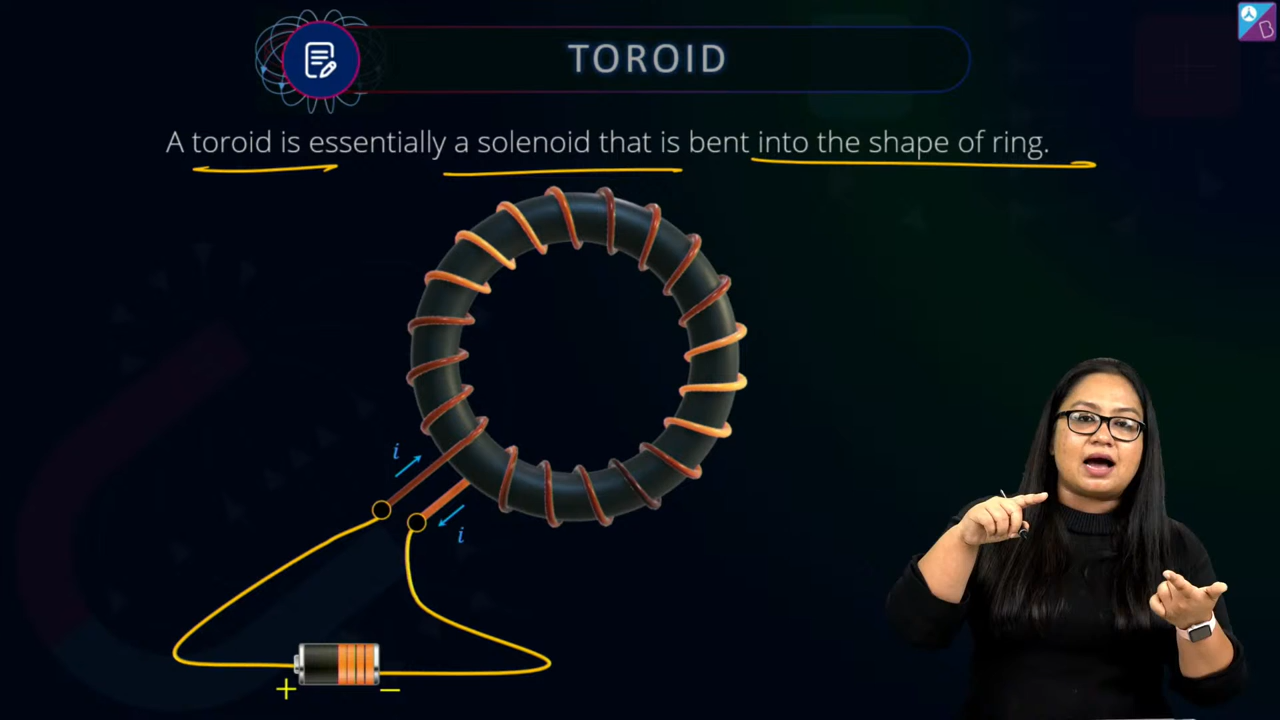 TOROID
A toroid is essentially a solenoid that is bent into the shape of ring.
i
i
+ −
B